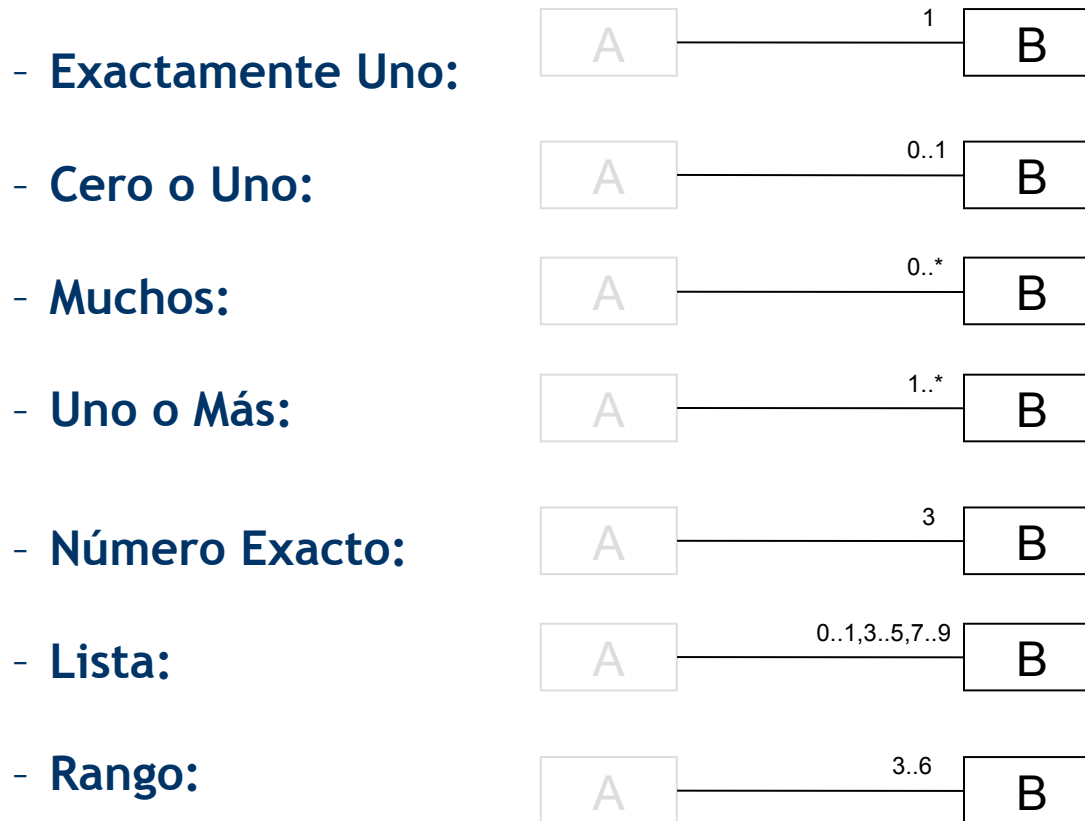 - Exactamente Uno:
A 1 B
- Cero o Uno:
A 0..1 B
- Muchos:
A 0..* B
- Uno o Más:
A 1..* B
- Número Exacto:
A 3 B
- Lista:
A 0..1,3..5,7..9 B
- Rango:
A 3..6 B